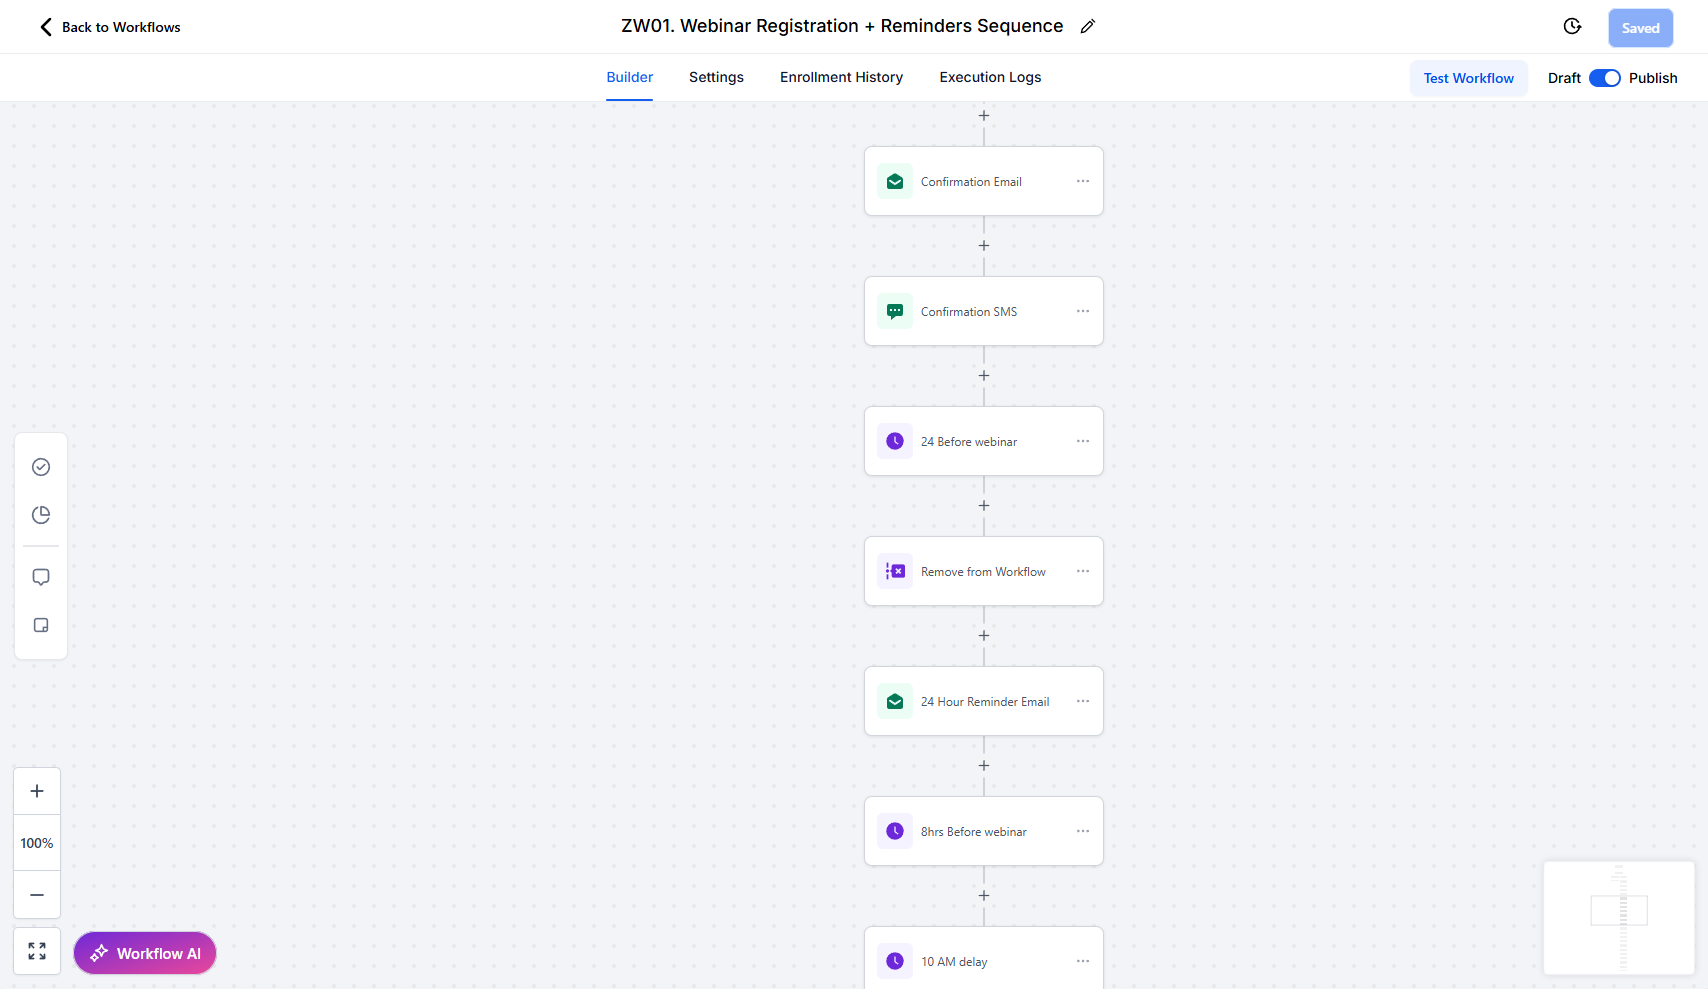 Back to Workflows
ZW01. Webinar Registration + Reminders Sequence
Saved
Builder
Settings
Enrollment History
Execution Logs
Test Workflow
Draft
Publish
Confirmation Email
Confirmation SMS
24 Before webinar
Remove from Workflow
24 Hour Reminder Email
8hrs Before webinar
10 AM delay
100%
Workflow AI